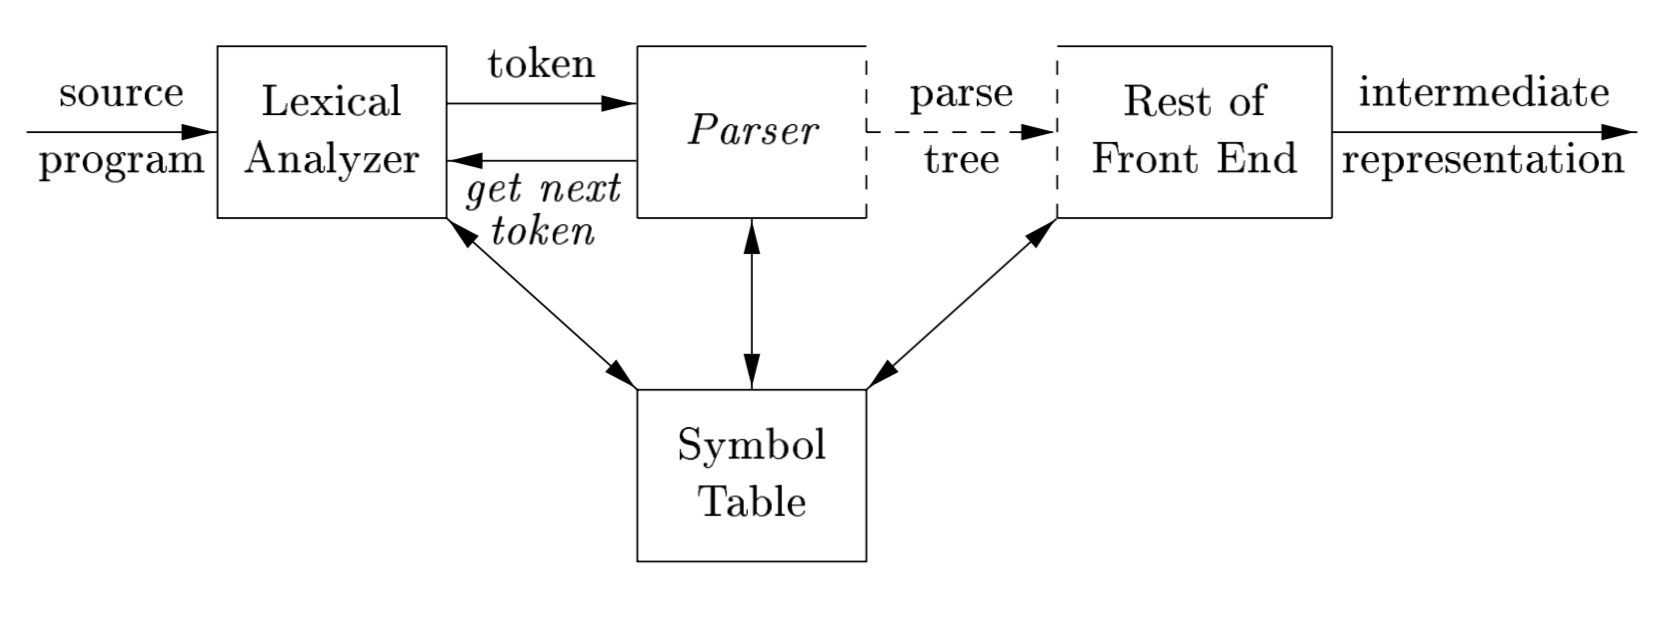 source
program
Lexical
Analyzer
token
get next
token
Parser
parse
tree
Rest of
Front End
intermediate
representation
Symbol
Table